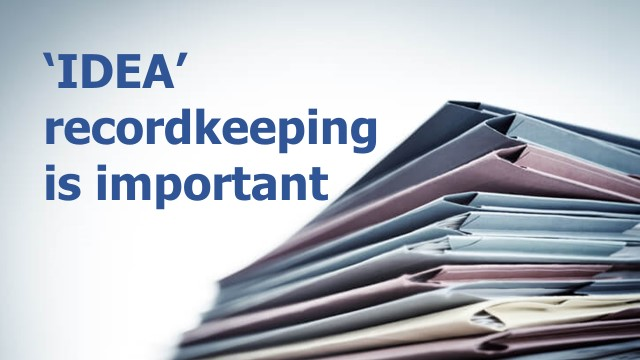 ‘IDEA’
recordkeeping
is important